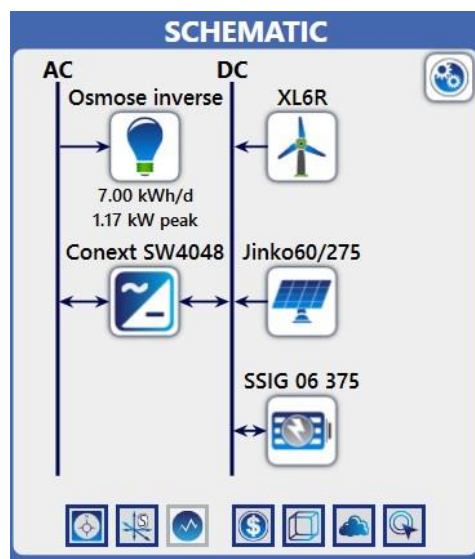 SCHEMATIC
AC DC
Osmose inverse XL6R
7.00 kWh/d
1.17 kW peak
Conext SW4048 Jinko60/275
SSIG 06 375
S
$